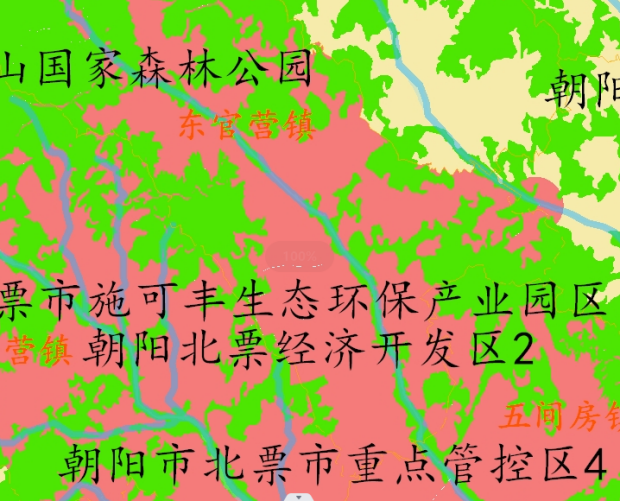 山国家森林公园
朝阳
东官营镇
100%
票市施可丰生态环保产业园区
营镇
朝阳北票经济开发区2
五间房镇
朝阳市北票市重点管控区4